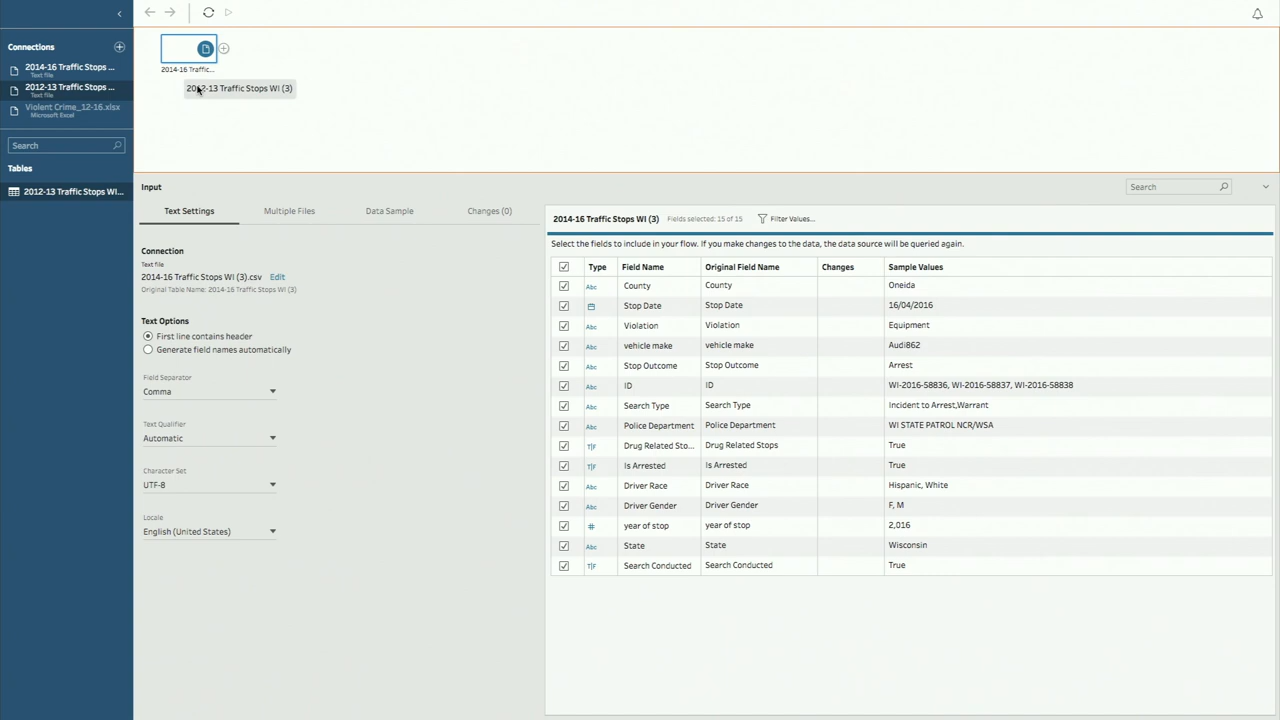 Connections
2014-16 Traffic Stops ...
Text file
2012-13 Traffic Stops ...
Text file
Violent Crime_12-16.xlsx
Microsoft Excel
Search
Tables
2012-13 Traffic Stops WI...
2014-16 Traffic...
2012-13 Traffic Stops WI (3)
Input
Search
Text Settings
Multiple Files
Data Sample
Changes (0)
Connection
Text file
2014-16 Traffic Stops WI (3).csv Edit
Original Table Name: 2014-16 Traffic Stops WI (3)
Text Options
First line contains header
Generate field names automatically
Field Separator
Comma
Text Qualifier
Automatic
Character Set
UTF-8
Locale
English (United States)
2014-16 Traffic Stops WI (3) Fields selected: 15 of 15 Filter Values...
Select the fields to include in your flow. If you make changes to the data, the data source will be queried again.
Type Field Name Original Field Name Changes Sample Values
Abc County County Oneida
Stop Date Stop Date 16/04/2016
Abc Violation Violation Equipment
Abc vehicle make vehicle make Audi862
Abc Stop Outcome Stop Outcome Arrest
Abc ID ID WI-2016-58836, WI-2016-58837, WI-2016-58838
Abc Search Type Search Type Incident to Arrest,Warrant
Abc Police Department Police Department WI STATE PATROL NCR/WSA
T|F Drug Related Sto... Drug Related Stops True
T|F Is Arrested Is Arrested True
Abc Driver Race Driver Race Hispanic, White
Abc Driver Gender Driver Gender F, M
# year of stop year of stop 2,016
Abc State State Wisconsin
T|F Search Conducted Search Conducted True